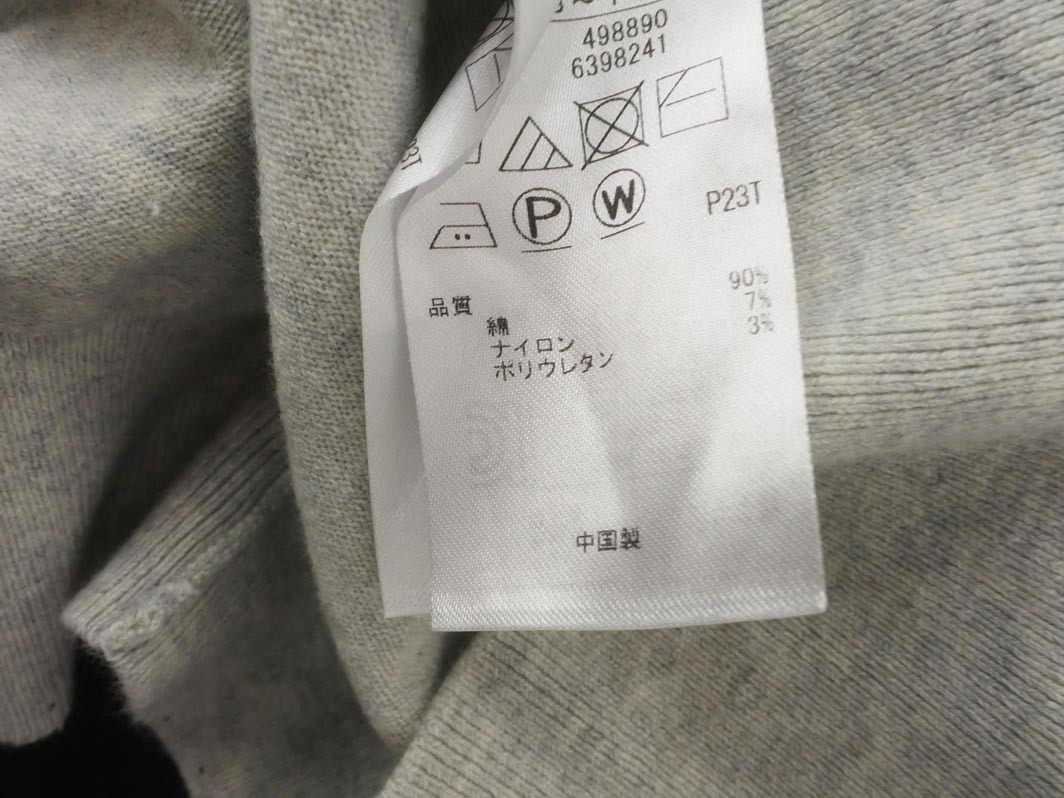 498890
6398241
P W P23T
品質
綿 90%
ナイロン 7%
ポリウレタン 3%
中国製